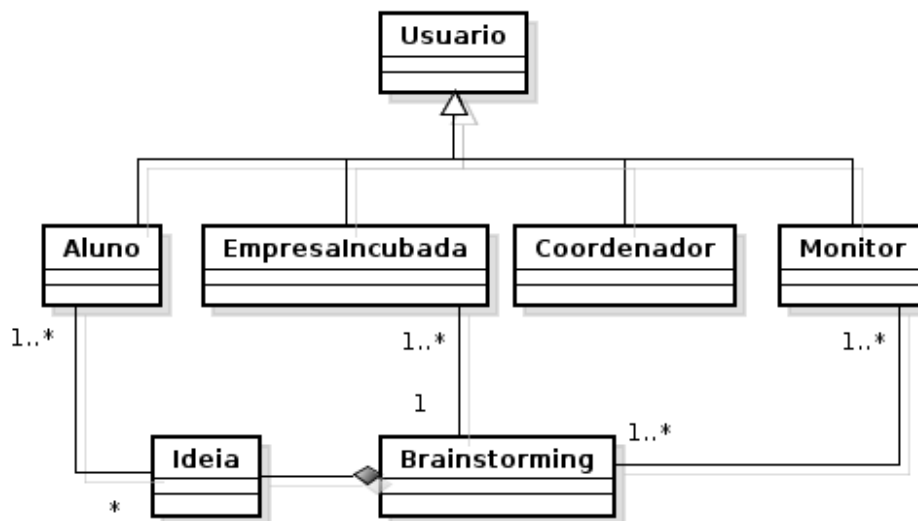 Usuario
Aluno
EmpresaIncubada
Coordenador
Monitor
1..*
1..*
1..*
1
1..*
Ideia
Brainstorming
*